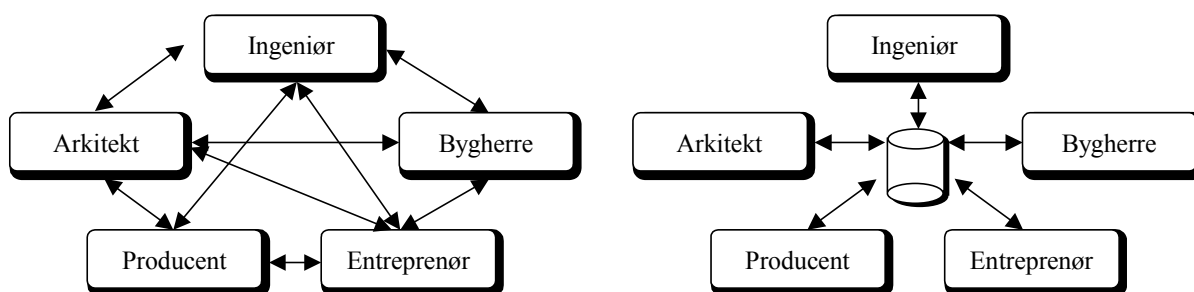 Ingeniør
Arkitekt
Bygherre
Producent
Entreprenør
Ingeniør
Arkitekt
Bygherre
Producent
Entreprenør